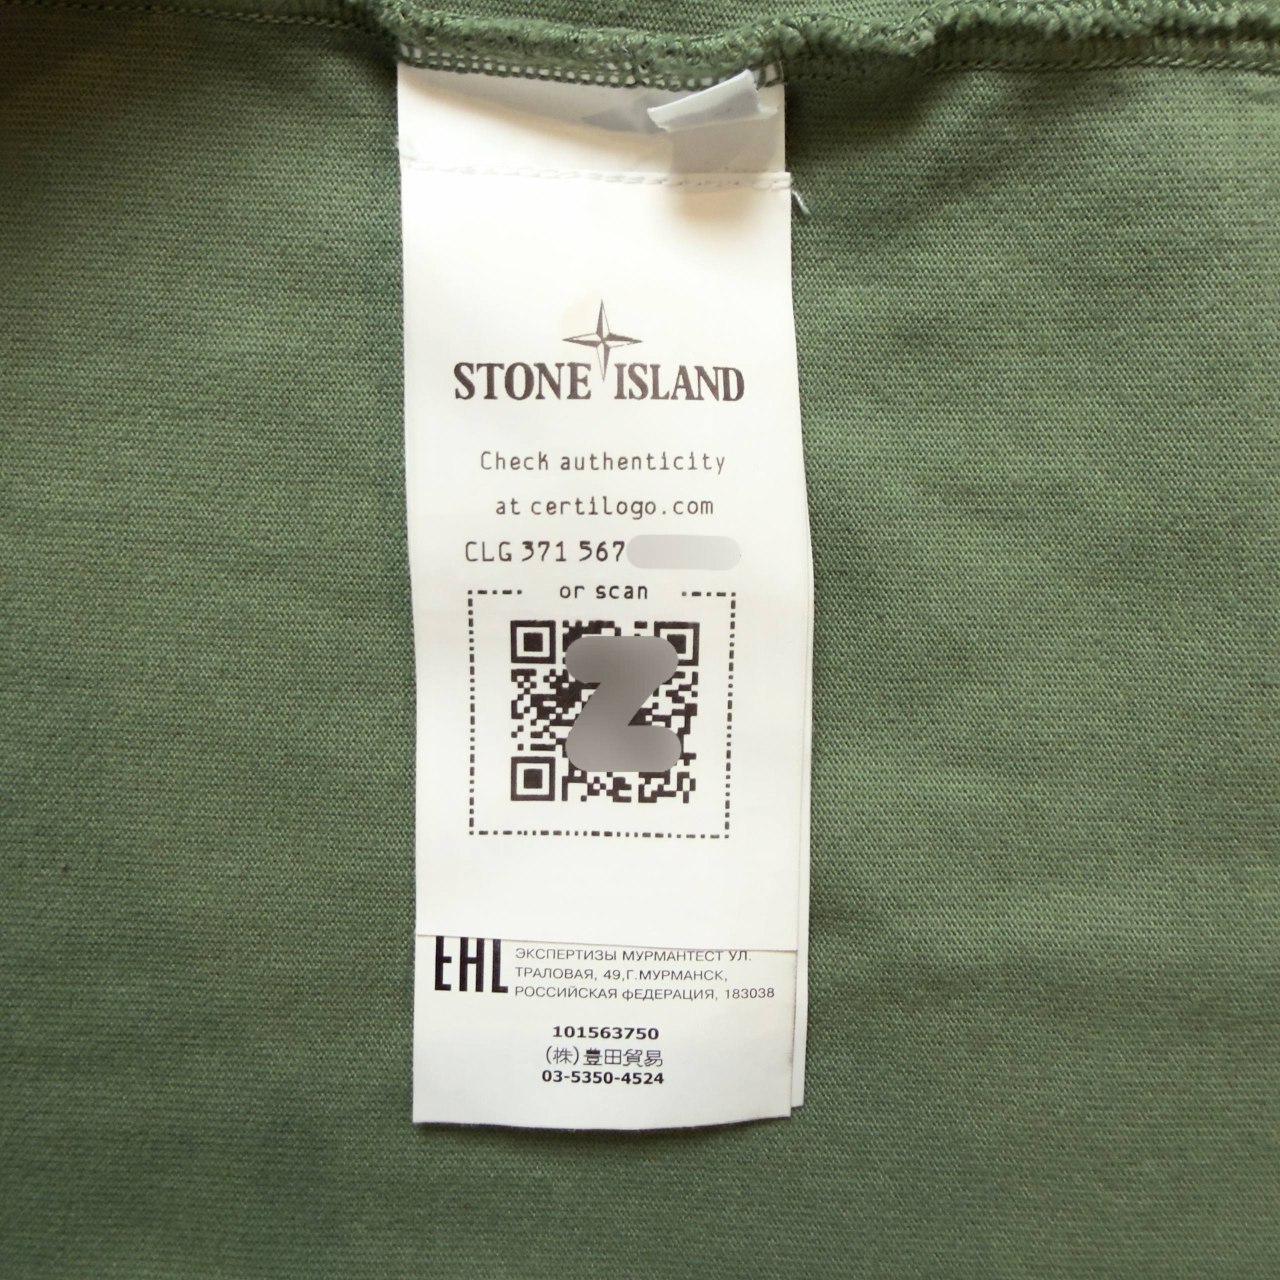 STONE ISLAND
Check authenticity
at certilogo.com
CLG 371 567
or scan
EAC ЭКСПЕРТИЗЫ МУРМАНТЕСТ УЛ.
ТРАЛОВАЯ, 49,Г.МУРМАНСК,
РОССИЙСКАЯ фЕДЕРАЦИЯ, 183038
101563750
(株)豊田貿易
03-5350-4524